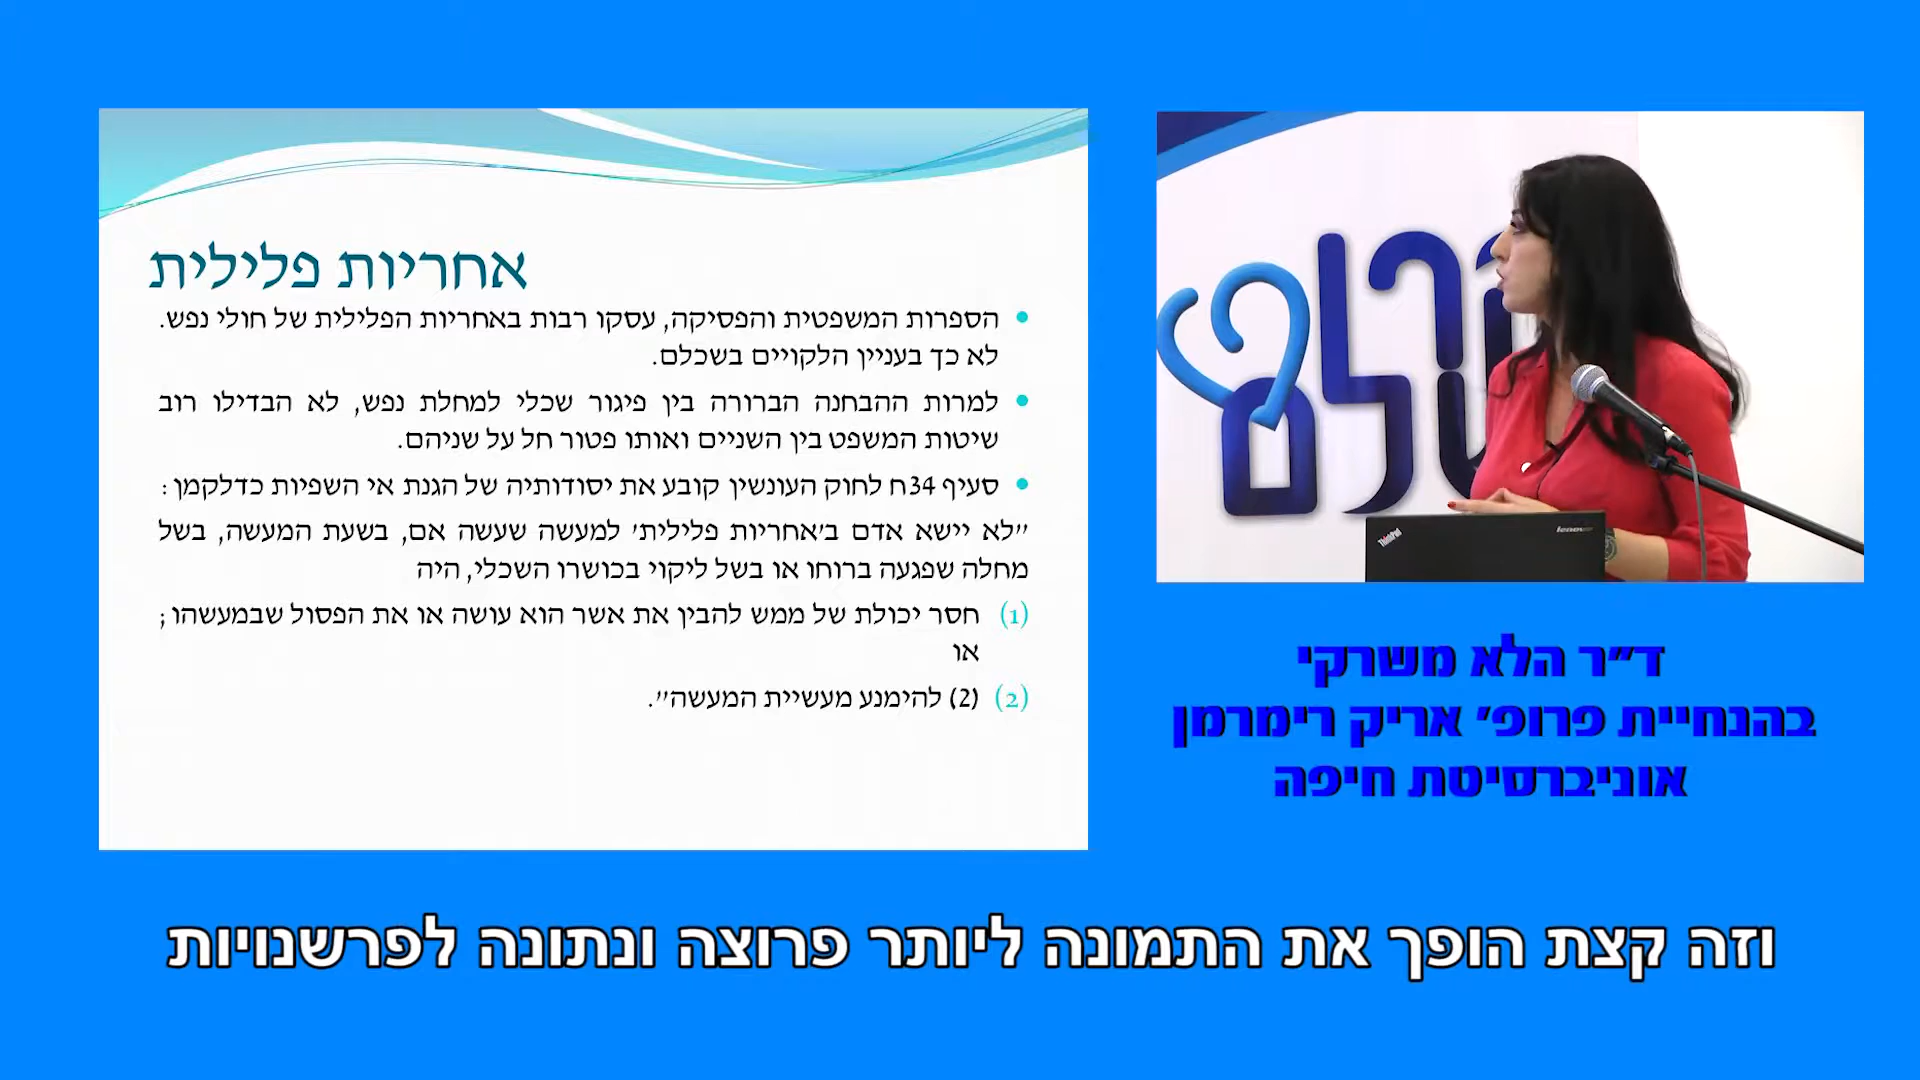 אחריות פלילית
הספרות המשפטית והפסיקה, עסקו רבות באחריות הפלילית של חולי נפש.
לא כך בעניין הלקויים בשכלם.
למרות ההבחנה הברורה בין פיגור שכלי למחלת נפש, לא הבדילו רוב
שיטות המשפט בין השניים ואותו פטור חל על שניהם.
סעיף 34ח לחוק העונשין קובע את יסודותיה של הגנת אי השפיות כדלקמן:
"לא יישא אדם ב'אחריות פלילית' למעשה שעשה אם, בשעת המעשה, בשל
מחלה שפגעה ברוחו או בשל ליקוי בכושרו השכלי, היה
(1) חסר יכולת של ממש להבין את אשר הוא עושה או את הפסול שבמעשהו;
או
(2) (2) להימנע מעשיית המעשה".
ThinkPad
lenovo
ד"ר הלא משרקי
בהנחיית פרופ' אריק רימרמן
אוניברסיטת חיפה
וזה קצת הופך את התמונה ליותר פרוצה ונתונה לפרשנויות